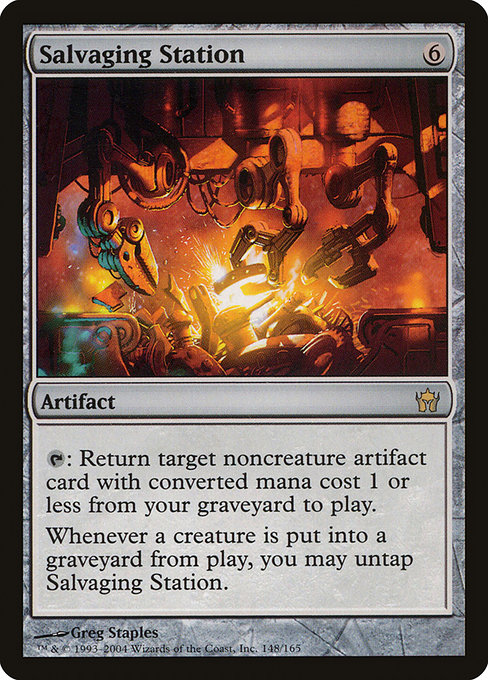 Salvaging Station 6
Artifact
: Return target noncreature artifact
card with converted mana cost 1 or
less from your graveyard to play.
Whenever a creature is put into a
graveyard from play, you may untap
Salvaging Station.
Greg Staples
™ & © 1993–2004 Wizards of the Coast, Inc. 148/165